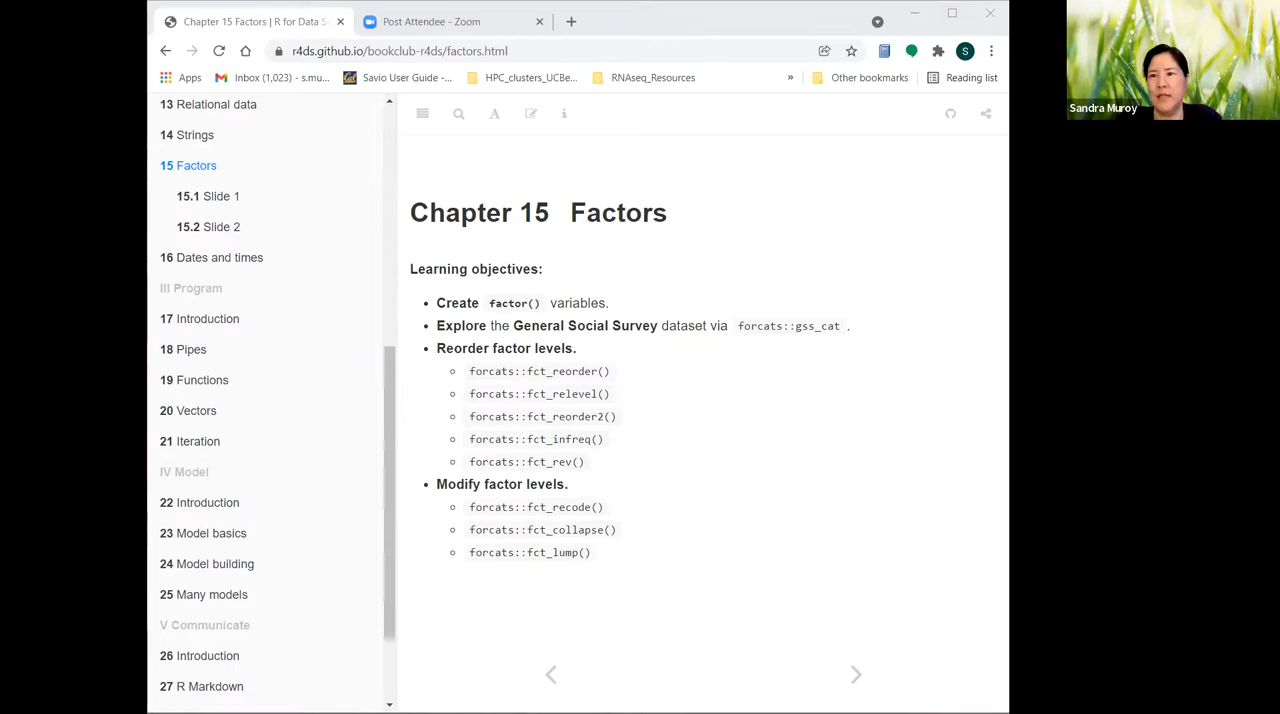 Chapter 15 Factors | R for Data S
Post Attendee - Zoom
r4ds.github.io/bookclub-r4ds/factors.html
S
Apps
Inbox (1,023) - s.mu...
Savio User Guide -...
HPC_clusters_UCBe...
RNAseq_Resources
»
Other bookmarks
Reading list
Sandra Muroy
13 Relational data
14 Strings
15 Factors
15.1 Slide 1
15.2 Slide 2
16 Dates and times
III Program
17 Introduction
18 Pipes
19 Functions
20 Vectors
21 Iteration
IV Model
22 Introduction
23 Model basics
24 Model building
25 Many models
V Communicate
26 Introduction
27 R Markdown
Chapter 15 Factors
Learning objectives:
• Create factor() variables.
• Explore the General Social Survey dataset via forcats::gss_cat .
• Reorder factor levels.
forcats::fct_reorder()
forcats::fct_relevel()
forcats::fct_reorder2()
forcats::fct_infreq()
forcats::fct_rev()
• Modify factor levels.
forcats::fct_recode()
forcats::fct_collapse()
forcats::fct_lump()